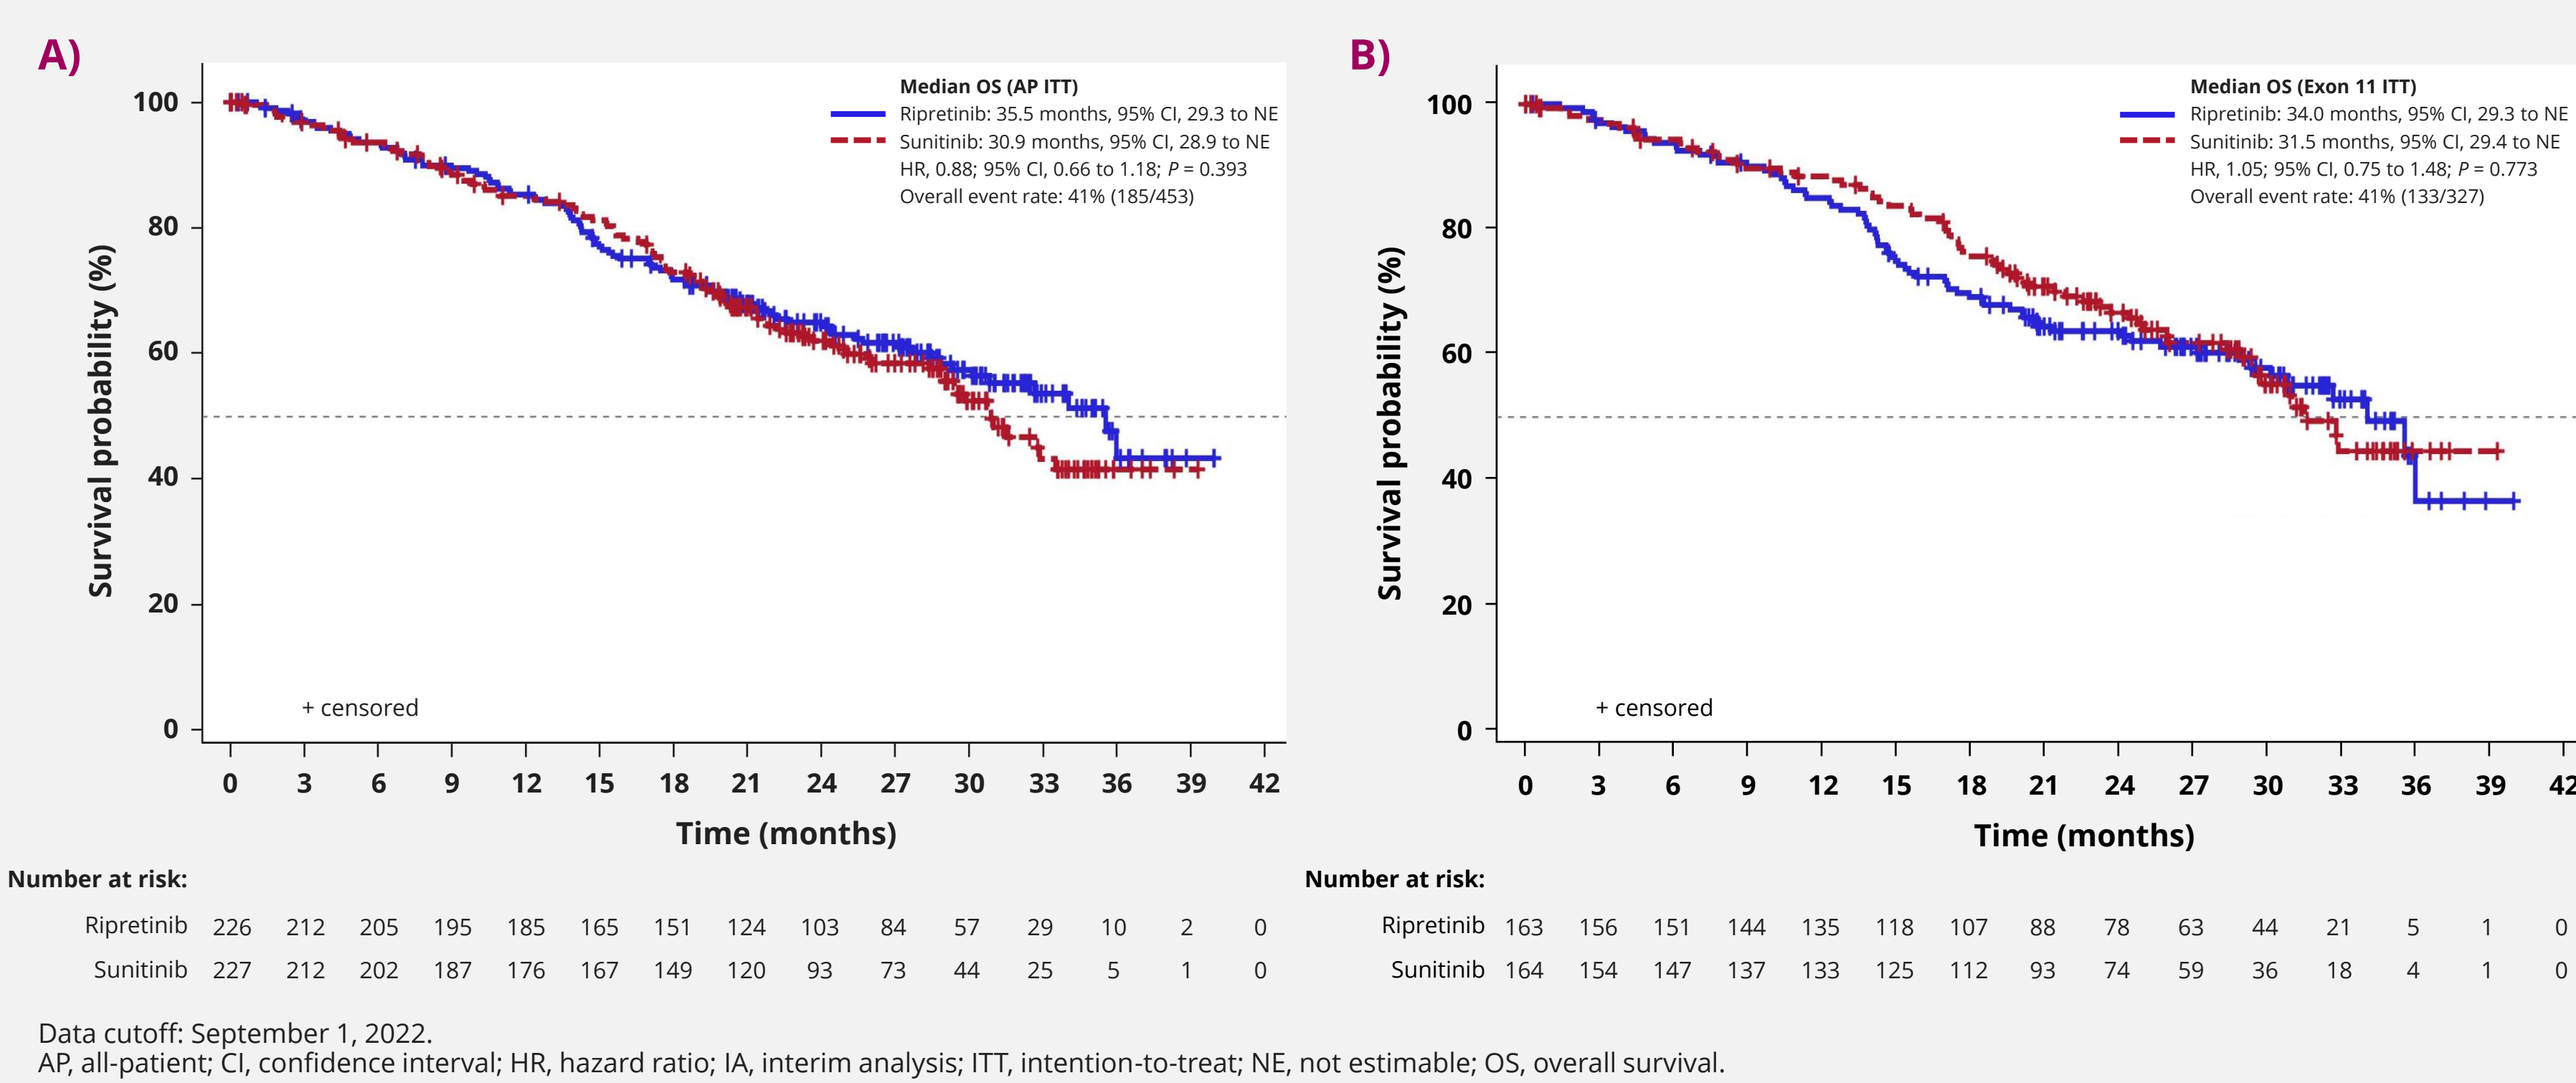 A)
Median OS (AP ITT)
Ripretinib: 35.5 months, 95% CI, 29.3 to NE
Sunitinib: 30.9 months, 95% CI, 28.9 to NE
HR, 0.88; 95% CI, 0.66 to 1.18; P = 0.393
Overall event rate: 41% (185/453)
Survival probability (%)
100
80
60
40
20
0
+ censored
0 3 6 9 12 15 18 21 24 27 30 33 36 39 42
Time (months)
Number at risk:
Ripretinib 226 212 205 195 185 165 151 124 103 84 57 29 10 2 0
Sunitinib 227 212 202 187 176 167 149 120 93 73 44 25 5 1 0
B)
Median OS (Exon 11 ITT)
Ripretinib: 34.0 months, 95% CI, 29.3 to NE
Sunitinib: 31.5 months, 95% CI, 29.4 to NE
HR, 1.05; 95% CI, 0.75 to 1.48; P = 0.773
Overall event rate: 41% (133/327)
Survival probability (%)
100
80
60
40
20
0
+ censored
0 3 6 9 12 15 18 21 24 27 30 33 36 39 42
Time (months)
Number at risk:
Ripretinib 163 156 151 144 135 118 107 88 78 63 44 21 5 1 0
Sunitinib 164 154 147 137 133 125 112 93 74 59 36 18 4 1 0
Data cutoff: September 1, 2022.
AP, all-patient; CI, confidence interval; HR, hazard ratio; IA, interim analysis; ITT, intention-to-treat; NE, not estimable; OS, overall survival.